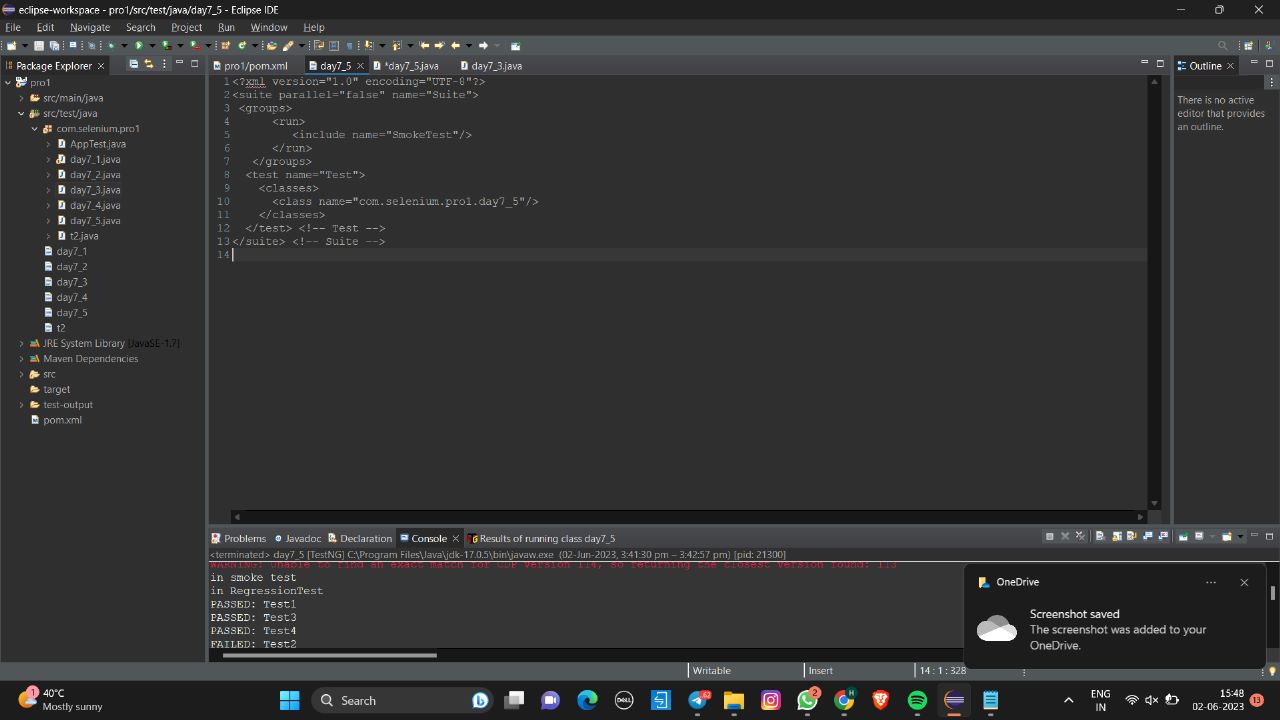 eclipse-workspace - pro1/src/test/java/day7_5 - Eclipse IDE
File Edit Navigate Search Project Run Window Help
Package Explorer
pro1
src/main/java
src/test/java
com.selenium.pro1
AppTest.java
day7_1.java
day7_2.java
day7_3.java
day7_4.java
day7_5.java
t2.java
day7_1
day7_2
day7_3
day7_4
day7_5
t2
JRE System Library [JavaSE-1.7]
Maven Dependencies
src
target
test-output
pom.xml
pro1/pom.xml day7_5 *day7_5.java day7_3.java
1 <?xml version="1.0" encoding="UTF-8"?>
2 <suite parallel="false" name="Suite">
3 <groups>
4 <run>
5 <include name="SmokeTest"/>
6 </run>
7 </groups>
8 <test name="Test">
9 <classes>
10 <class name="com.selenium.pro1.day7_5"/>
11 </classes>
12 </test> <!-- Test -->
13 </suite> <!-- Suite -->
14
Outline
There is no active
editor that provides
an outline.
Problems Javadoc Declaration Console Results of running class day7_5
<terminated> day7_5 [TestNG] C:\Program Files\Java\jdk-17.0.5\bin\javaw.exe (02-Jun-2023, 3:41:30 pm – 3:42:57 pm) [pid: 21300]
WARNING: Unable to find an exact match for CDP version 114, so returning the closest version found: 113
in smoke test
in RegressionTest
PASSED: Test1
PASSED: Test3
PASSED: Test4
FAILED: Test2
OneDrive
Screenshot saved
The screenshot was added to your
OneDrive.
Writable Insert 14 : 1 : 328
1
40°C
Mostly sunny
Search
DELL
2
H
ENG
IN
15:48
02-06-2023
13